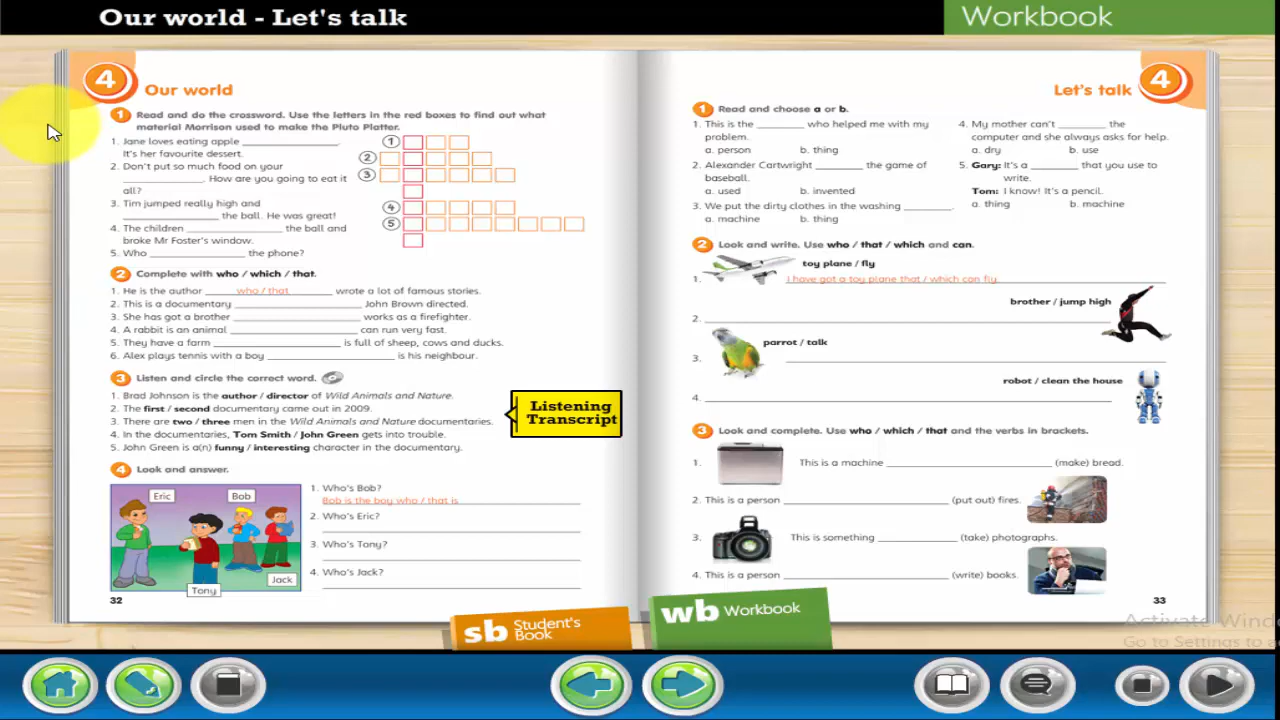 Our world - Let's talk
Workbook
4 Our world
1 Read and do the crossword. Use the letters in the red boxes to find out what
material Morrison used to make the Pluto Platter.
1. Jane loves eating apple ________.
It's her favourite dessert.
2. Don't put so much food on your
________. How are you going to eat it
all?
3. Tim jumped really high and
________ the ball. He was great!
4. The children ________ the ball and
broke Mr Foster's window.
5. Who ________ the phone?
1
2
3
4
5
2 Complete with who / which / that.
1. He is the author who / that wrote a lot of famous stories.
2. This is a documentary ________ John Brown directed.
3. She has got a brother ________ works as a firefighter.
4. A rabbit is an animal ________ can run very fast.
5. They have a farm ________ is full of sheep, cows and ducks.
6. Alex plays tennis with a boy ________ is his neighbour.
3 Listen and circle the correct word.
1. Brad Johnson is the author / director of Wild Animals and Nature.
2. The first / second documentary came out in 2009.
3. There are two / three men in the Wild Animals and Nature documentaries.
4. In the documentaries, Tom Smith / John Green gets into trouble.
5. John Green is a(n) funny / interesting character in the documentary.
Listening
Transcript
4 Look and answer.
Eric
Bob
Tony
Jack
1. Who's Bob?
Bob is the boy who / that is
2. Who's Eric?
3. Who's Tony?
4. Who's Jack?
32
Let's talk 4
1 Read and choose a or b.
1. This is the ________ who helped me with my
problem.
a. person b. thing
2. Alexander Cartwright ________ the game of
baseball.
a. used b. invented
3. We put the dirty clothes in the washing ________.
a. machine b. thing
4. My mother can't ________ the
computer and she always asks for help.
a. dry b. use
5. Gary: It's a ________ that you use to
write.
Tom: I know! It's a pencil.
a. thing b. machine
2 Look and write. Use who / that / which and can.
toy plane / fly
1. I have got a toy plane that / which can fly.
brother / jump high
2.
parrot / talk
3.
robot / clean the house
4.
3 Look and complete. Use who / which / that and the verbs in brackets.
1. This is a machine ________ (make) bread.
2. This is a person ________ (put out) fires.
3. This is something ________ (take) photographs.
4. This is a person ________ (write) books.
33
sb Student's
Book
wb Workbook
Activate Windo
Go to Settings to a